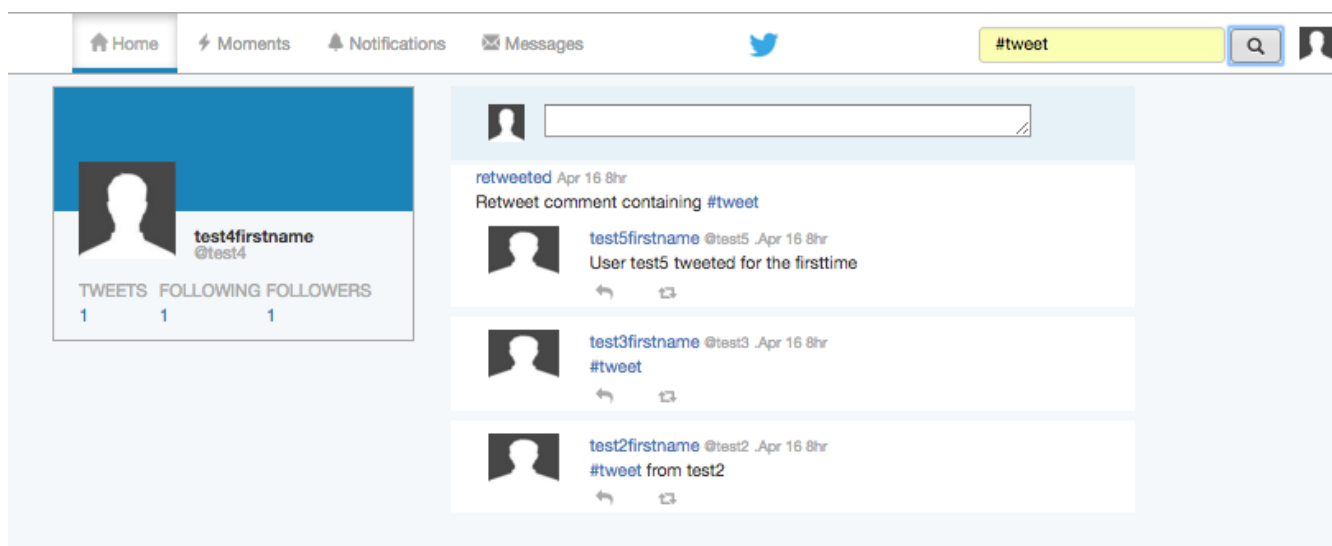 Home Moments Notifications Messages #tweet
test4firstname
@test4
TWEETS FOLLOWING FOLLOWERS
1 1 1
retweeted Apr 16 8hr
Retweet comment containing #tweet
test5firstname @test5 .Apr 16 8hr
User test5 tweeted for the firsttime
test3firstname @test3 .Apr 16 8hr
#tweet
test2firstname @test2 .Apr 16 8hr
#tweet from test2